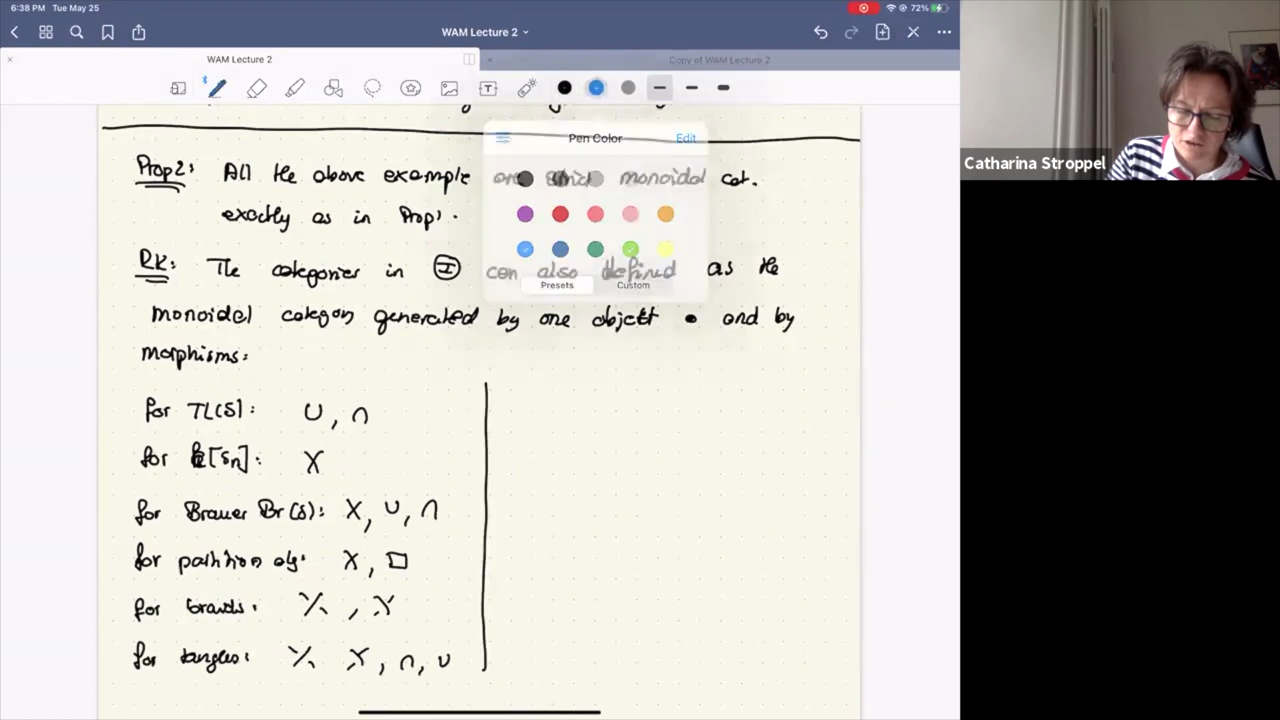 6:38 PM Tue May 25
72%
WAM Lecture 2
WAM Lecture 2
Copy of WAM Lecture 2
Pen Color
Edit
Prop2: All the above example are strict monoidal cat.
exactly as in Prop1.
Rk: The categories in I can also defined as the
Presets Custom
monoidal category generated by one object • and by
morphisms:
for TL(δ): ∪, ∩
for [Sn]: X
for Brauer Br(δ): X, ∪, ∩
for partition alg: X, □
for braids:
for tangles: , ∩, ∪
Catharina Stroppel